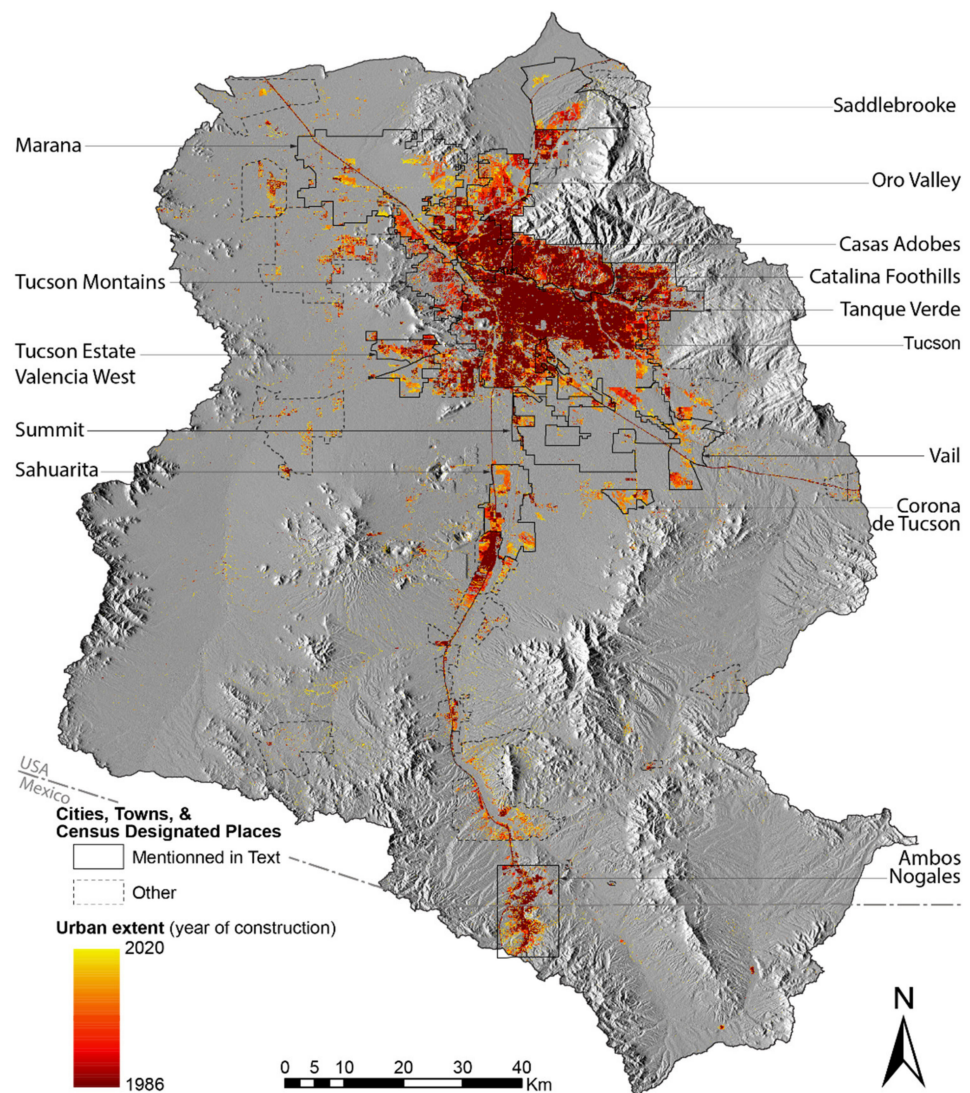 Saddlebrooke
Marana
Oro Valley
Casas Adobes
Tucson Montains
Catalina Foothills
Tanque Verde
Tucson Estate
Tucson
Valencia West
Summit
Vail
Sahuarita
Corona
de Tucson
USA
Mexico
Cities, Towns, &
Census Designated Places
Mentionned in Text
Other
Ambos
Nogales
Urban extent (year of construction)
2020
1986
N
0 5 10 20 30 40
Km